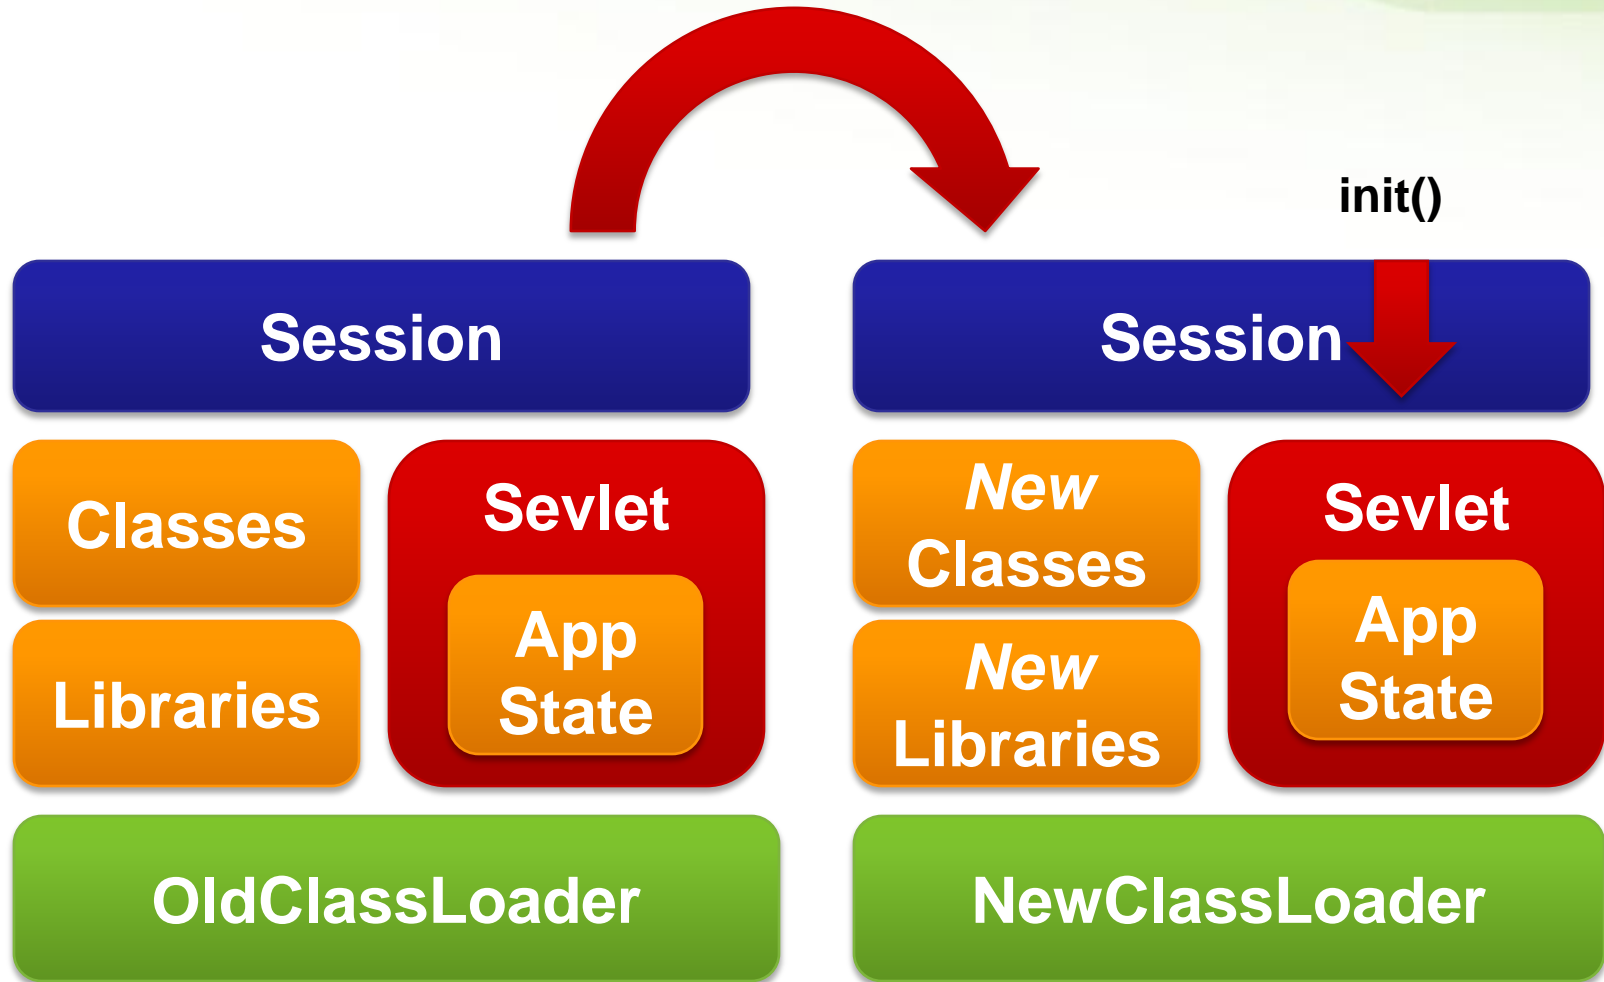 init()
Session
Session
Classes
Sevlet
App
State
Libraries
OldClassLoader
New
Classes
Sevlet
App
State
New
Libraries
NewClassLoader